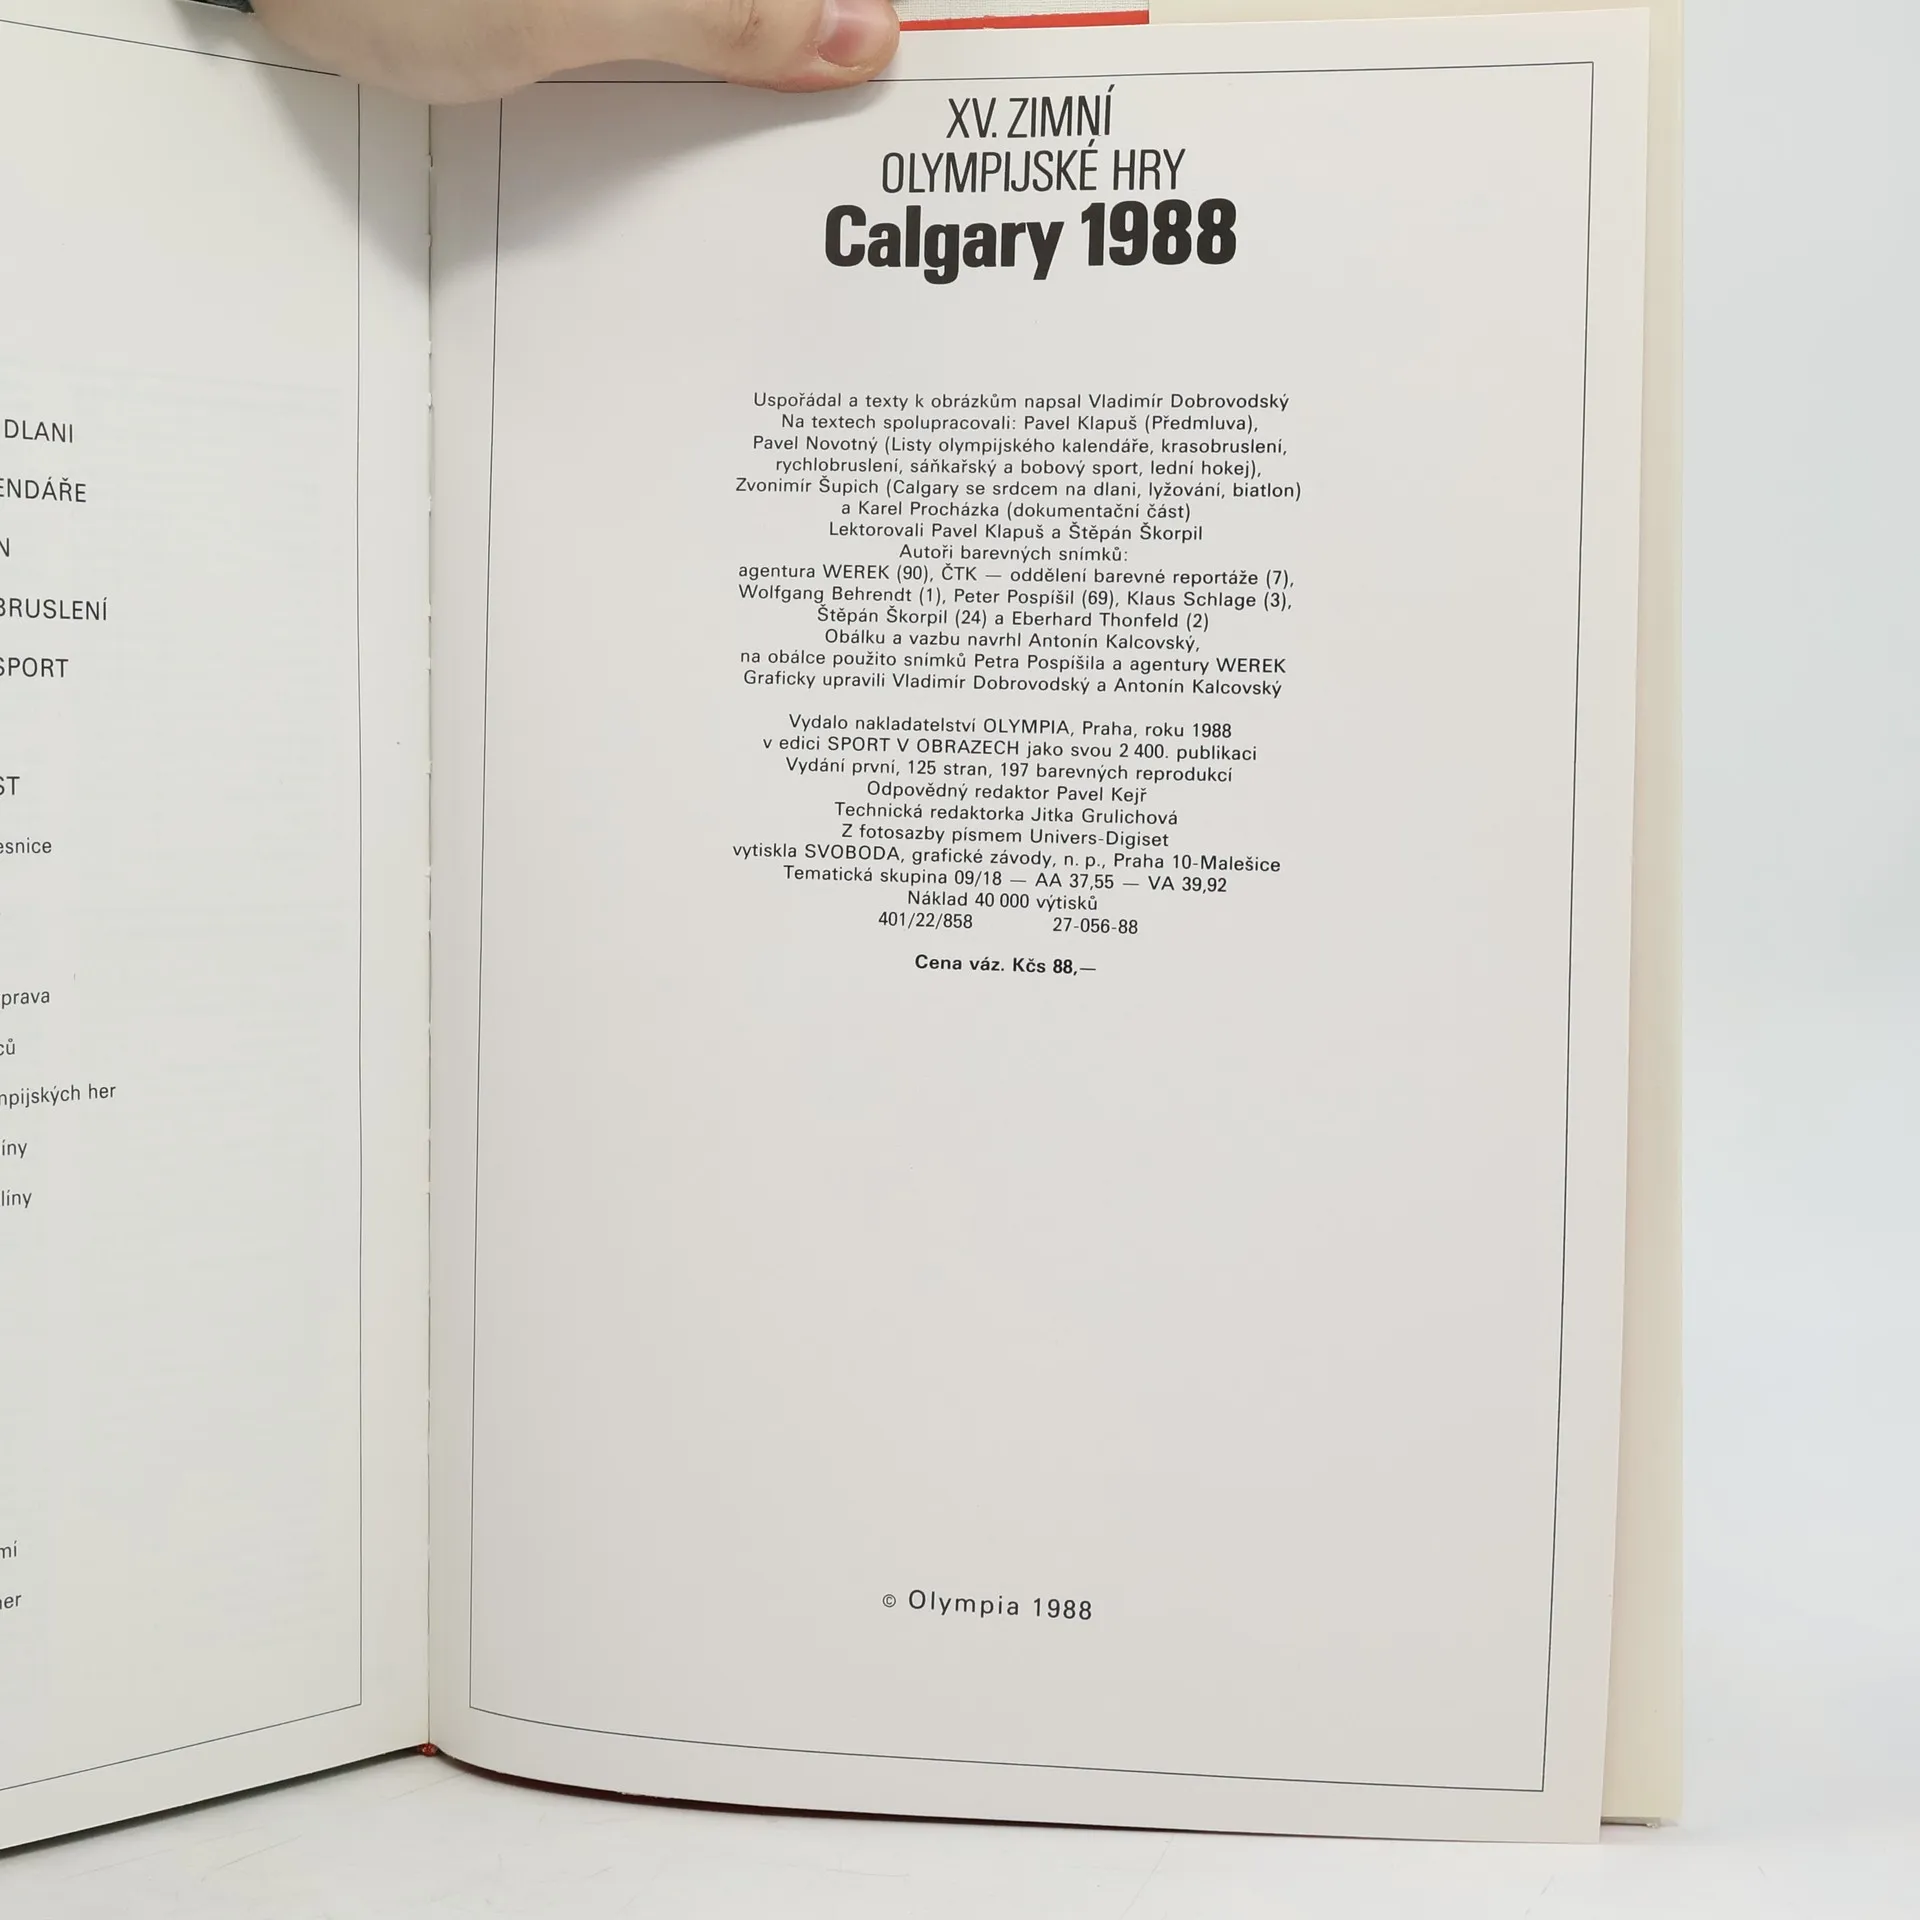 DLANI
ENDÁŘE
N
BRUSLENÍ
SPORT
ST
esnice
prava
ců
mpijských her
íny
líny
mí
her
XV. ZIMNÍ
OLYMPIJSKÉ HRY
Calgary 1988
Uspořádal a texty k obrázkům napsal Vladimír Dobrovodský
Na textech spolupracovali: Pavel Klapuš (Předmluva),
Pavel Novotný (Listy olympijského kalendáře, krasobruslení,
rychlobruslení, sáňkařský a bobový sport, lední hokej),
Zvonimír Šupich (Calgary se srdcem na dlani, lyžování, biatlon)
a Karel Procházka (dokumentační část)
Lektorovali Pavel Klapuš a Štěpán Škorpil
Autoři barevných snímků:
agentura WEREK (90), ČTK — oddělení barevné reportáže (7),
Wolfgang Behrendt (1), Peter Pospíšil (69), Klaus Schlage (3),
Štěpán Škorpil (24) a Eberhard Thonfeld (2)
Obálku a vazbu navrhl Antonín Kalcovský,
na obálce použito snímků Petra Pospíšila a agentury WEREK
Graficky upravili Vladimír Dobrovodský a Antonín Kalcovský
Vydalo nakladatelství OLYMPIA, Praha, roku 1988
v edici SPORT V OBRAZECH jako svou 2 400. publikaci
Vydání první, 125 stran, 197 barevných reprodukcí
Odpovědný redaktor Pavel Kejř
Technická redaktorka Jitka Grulichová
Z fotosazby písmem Univers-Digiset
vytiskla SVOBODA, grafické závody, n. p., Praha 10-Malešice
Tematická skupina 09/18 — AA 37,55 — VA 39,92
Náklad 40 000 výtisků
401/22/858 27-056-88
Cena váz. Kčs 88,—
© Olympia 1988